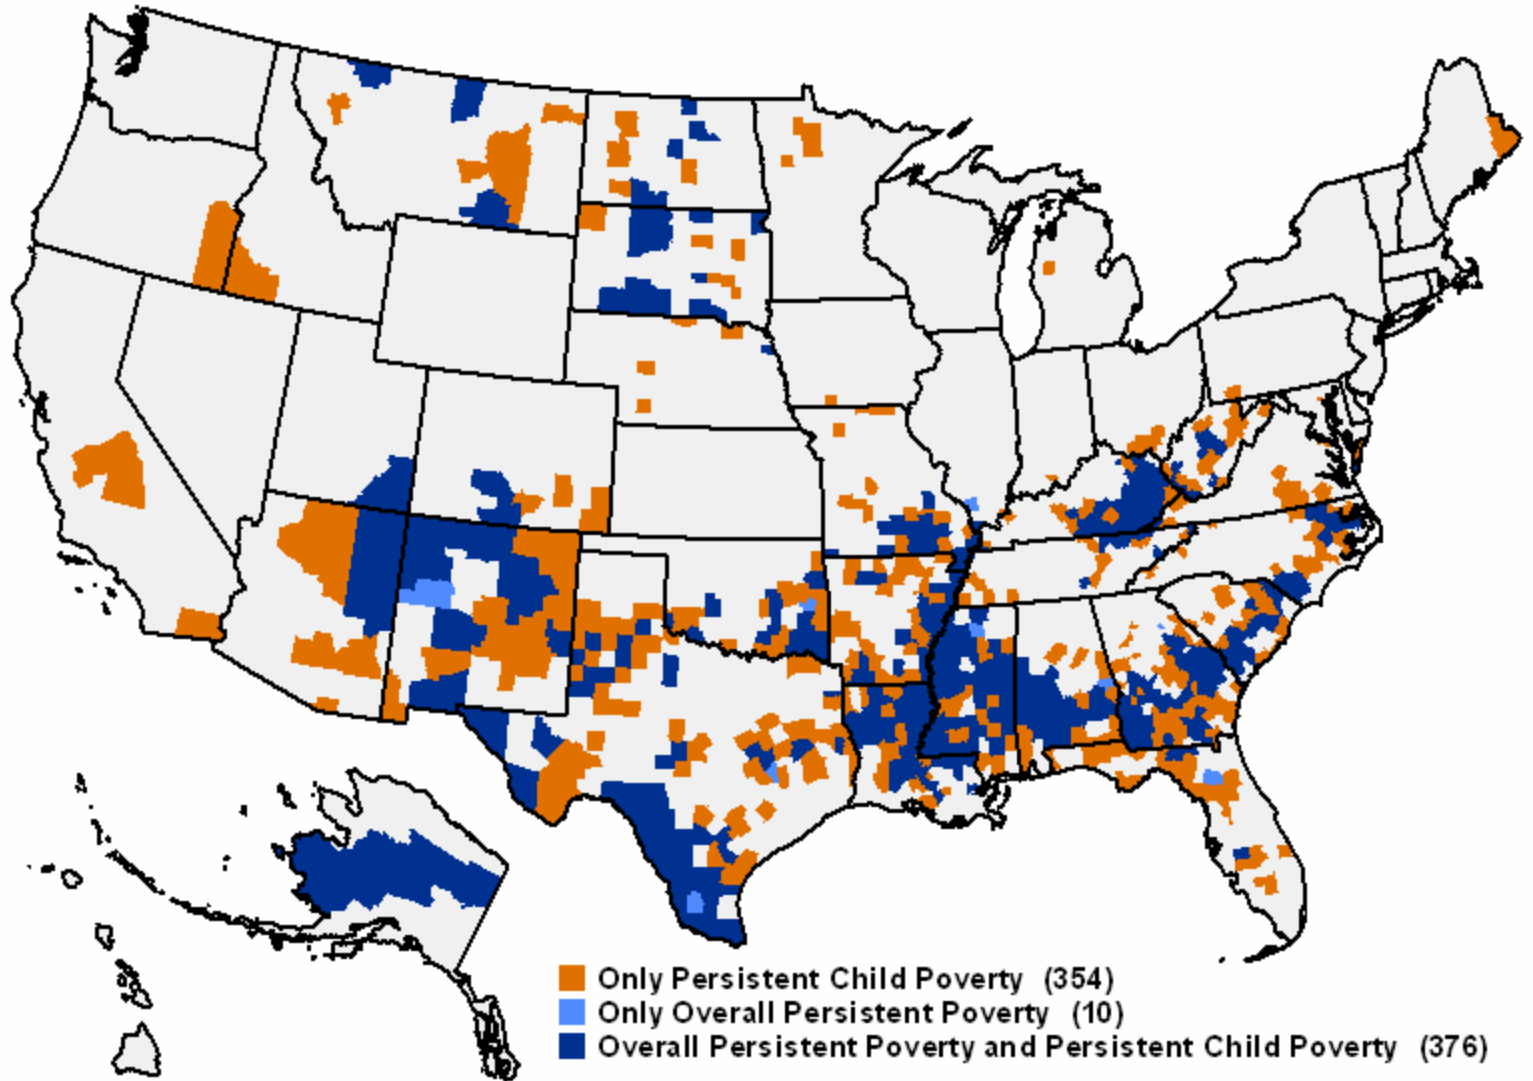 Only Persistent Child Poverty (354)
Only Overall Persistent Poverty (10)
Overall Persistent Poverty and Persistent Child Poverty (376)